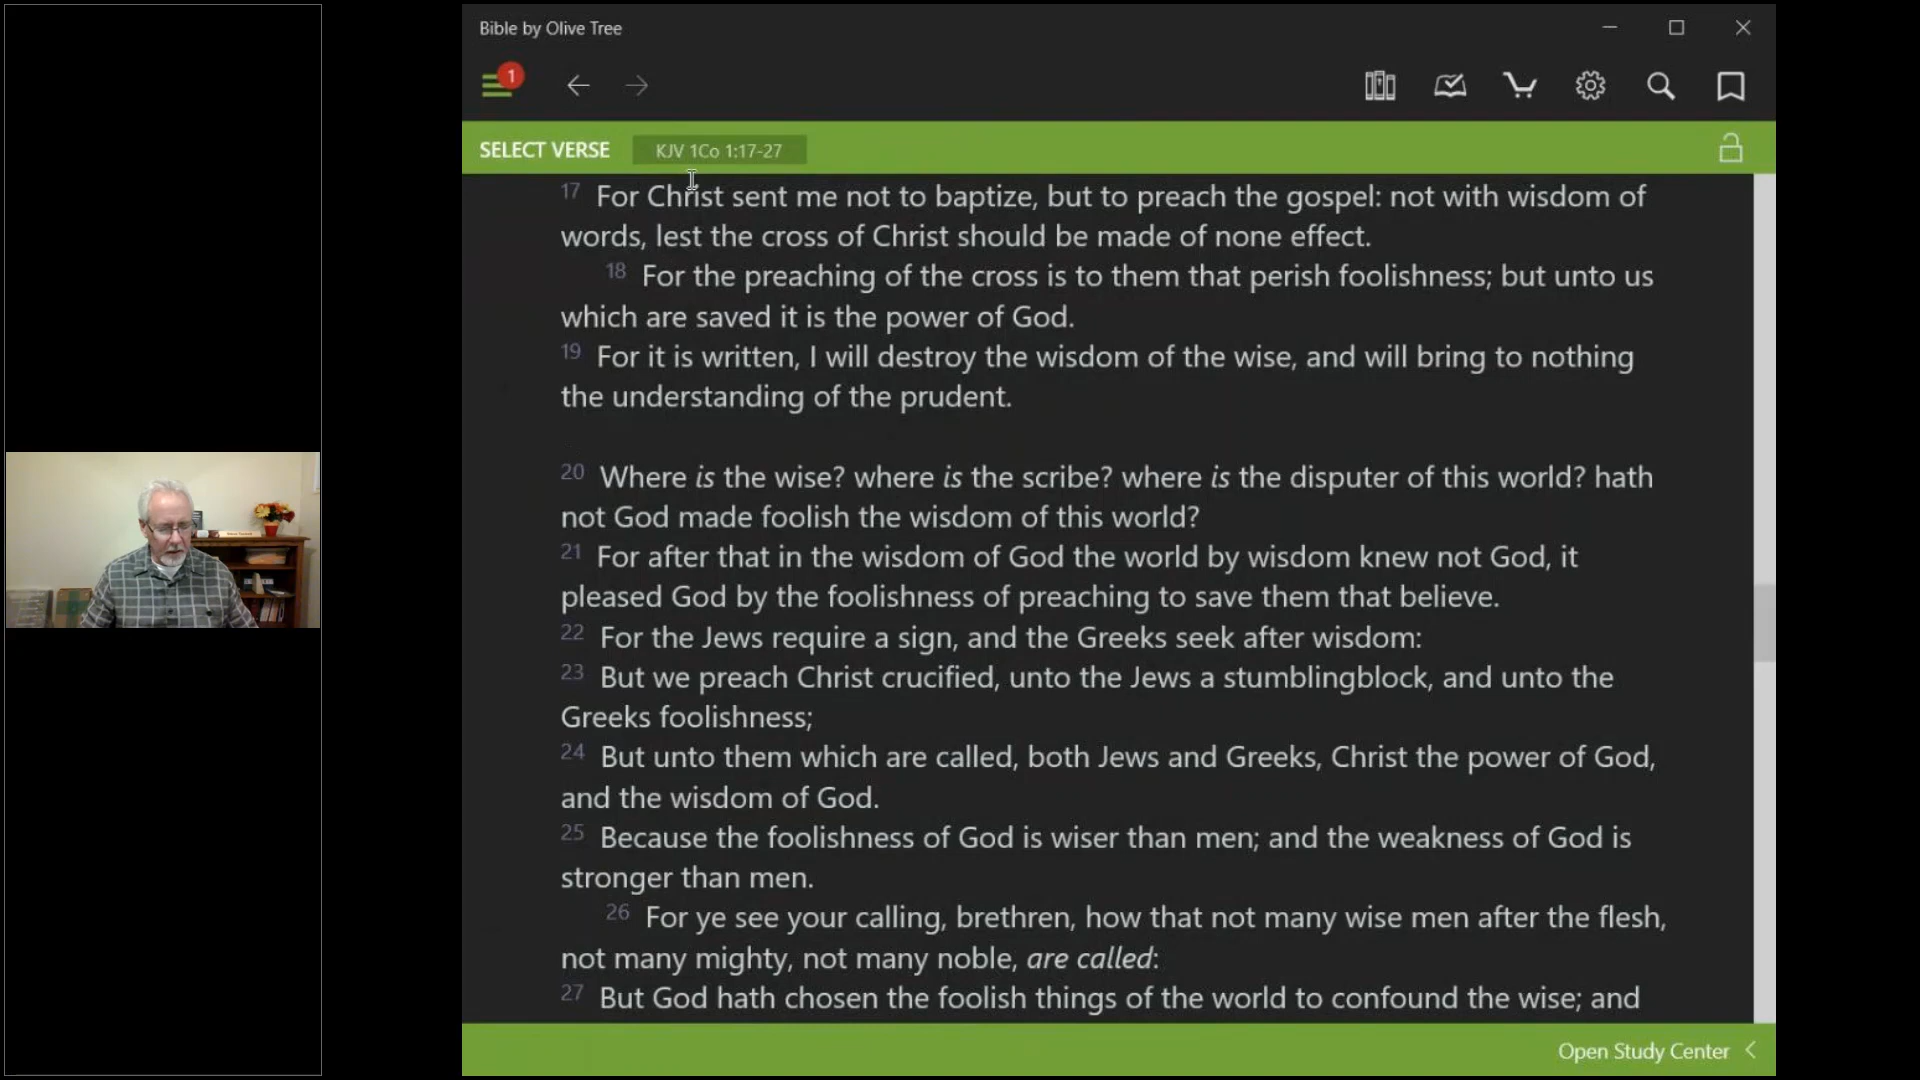 Bible by Olive Tree
1
SELECT VERSE KJV 1Co 1:17-27
17 For Christ sent me not to baptize, but to preach the gospel: not with wisdom of
words, lest the cross of Christ should be made of none effect.
18 For the preaching of the cross is to them that perish foolishness; but unto us
which are saved it is the power of God.
19 For it is written, I will destroy the wisdom of the wise, and will bring to nothing
the understanding of the prudent.
20 Where is the wise? where is the scribe? where is the disputer of this world? hath
not God made foolish the wisdom of this world?
21 For after that in the wisdom of God the world by wisdom knew not God, it
pleased God by the foolishness of preaching to save them that believe.
22 For the Jews require a sign, and the Greeks seek after wisdom:
23 But we preach Christ crucified, unto the Jews a stumblingblock, and unto the
Greeks foolishness;
24 But unto them which are called, both Jews and Greeks, Christ the power of God,
and the wisdom of God.
25 Because the foolishness of God is wiser than men; and the weakness of God is
stronger than men.
26 For ye see your calling, brethren, how that not many wise men after the flesh,
not many mighty, not many noble, are called:
27 But God hath chosen the foolish things of the world to confound the wise; and
Open Study Center